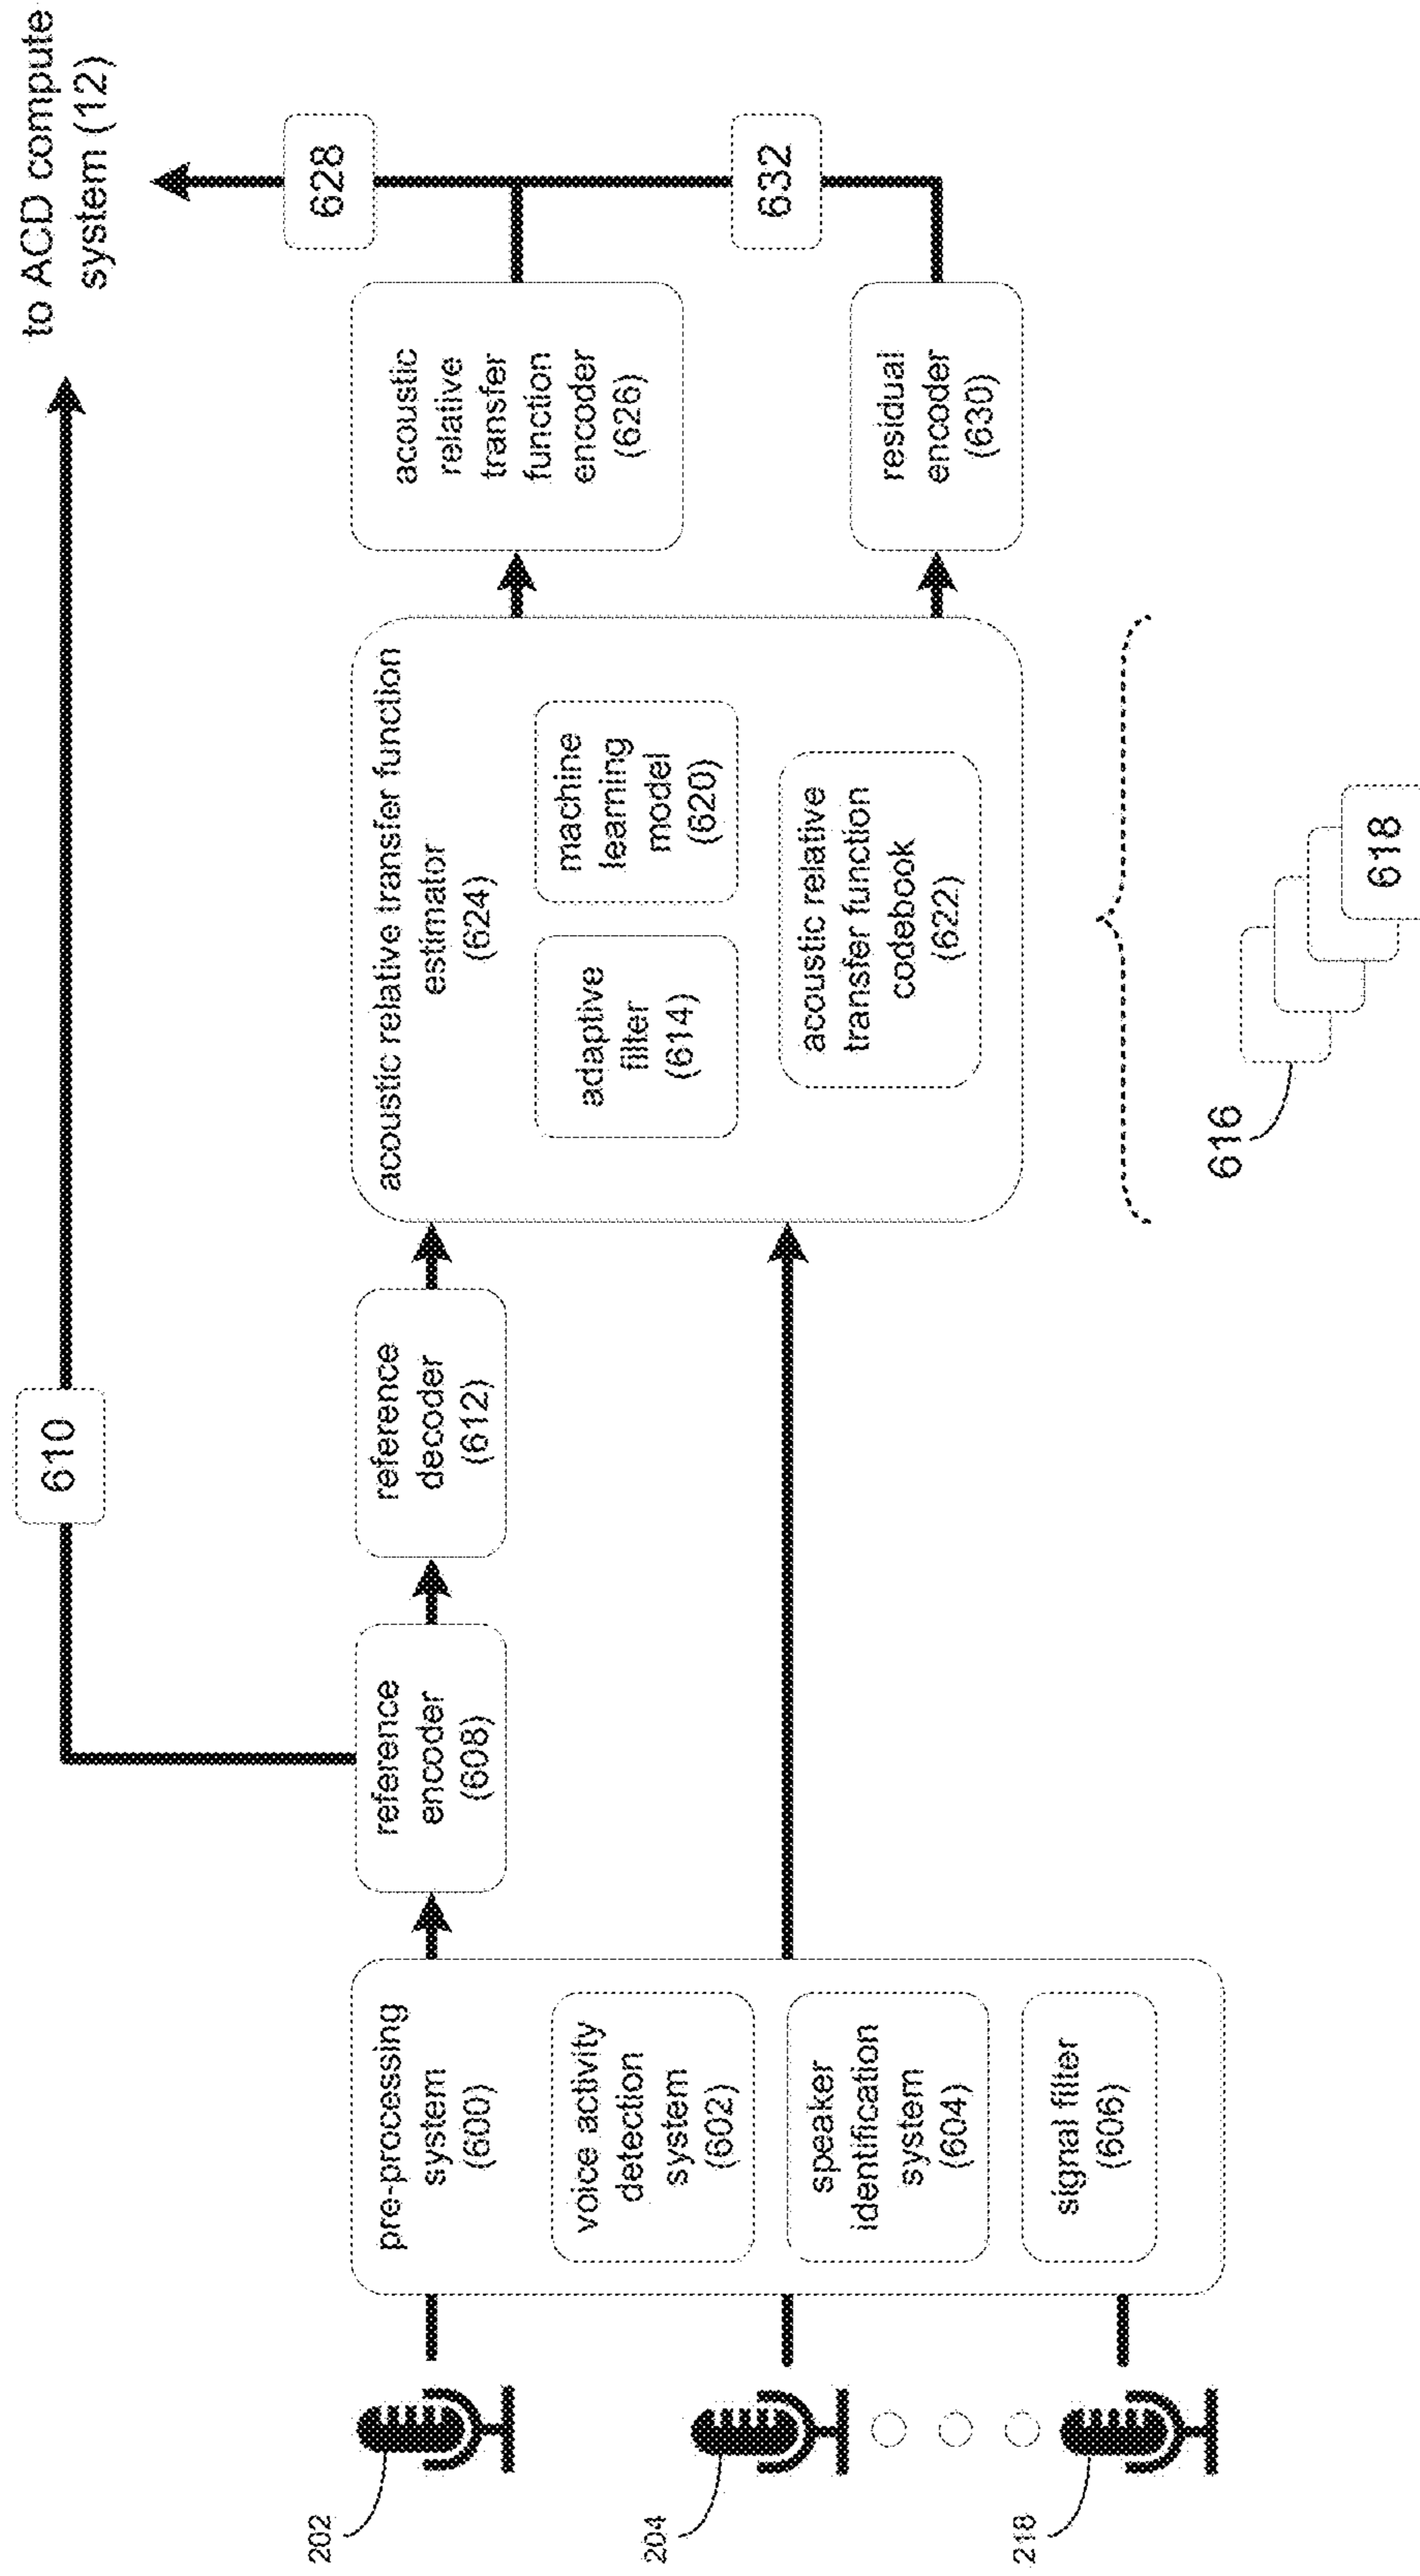 to ACD compute
system (12)
610
628
632
202
204
218
pre-processing
system
(600)
voice activity
detection
system
(602)
speaker
identification
system
(604)
signal filter
(606)
reference
encoder
(608)
reference
decoder
(612)
acoustic relative transfer function
estimator
(624)
adaptive
filter
(614)
machine
learning
model
(620)
acoustic relative
transfer function
codebook
(622)
acoustic
relative
transfer
function
encoder
(626)
residual
encoder
(630)
616
618